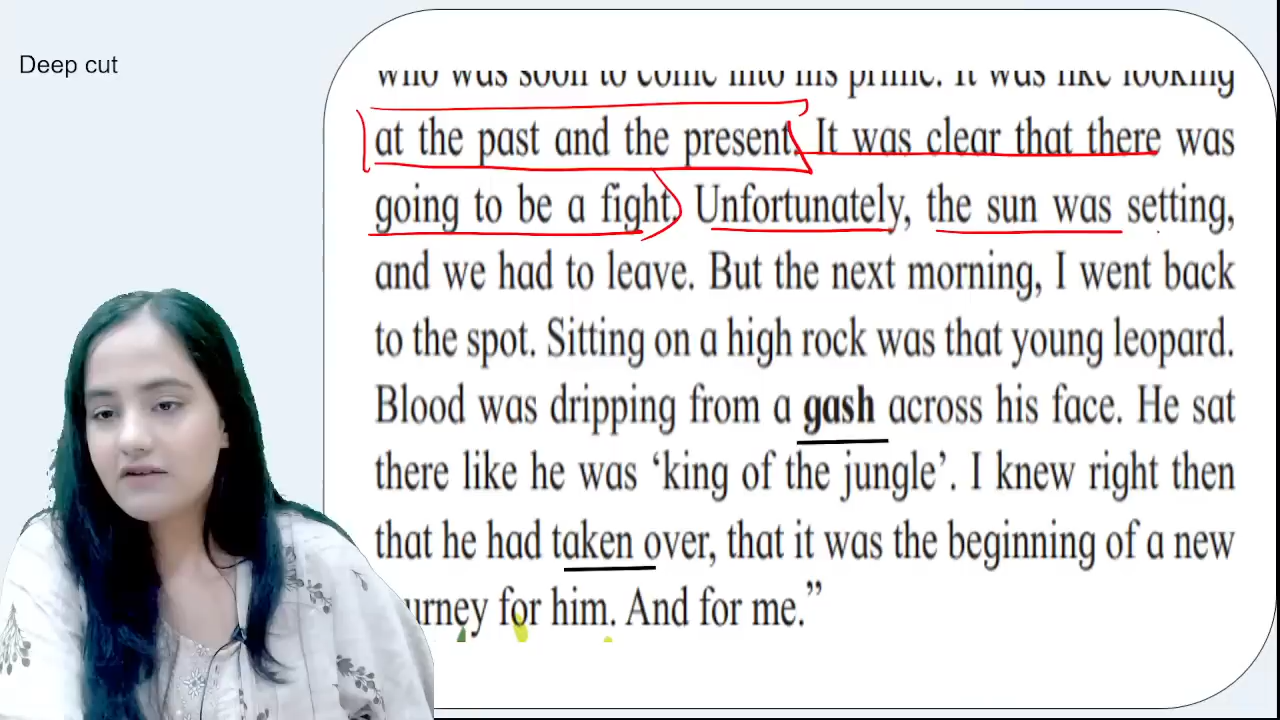 Deep cut
who was soon to come into his prime. It was like looking
at the past and the present. It was clear that there was
going to be a fight. Unfortunately, the sun was setting,
and we had to leave. But the next morning, I went back
to the spot. Sitting on a high rock was that young leopard.
Blood was dripping from a gash across his face. He sat
there like he was ‘king of the jungle’. I knew right then
that he had taken over, that it was the beginning of a new
urney for him. And for me.”